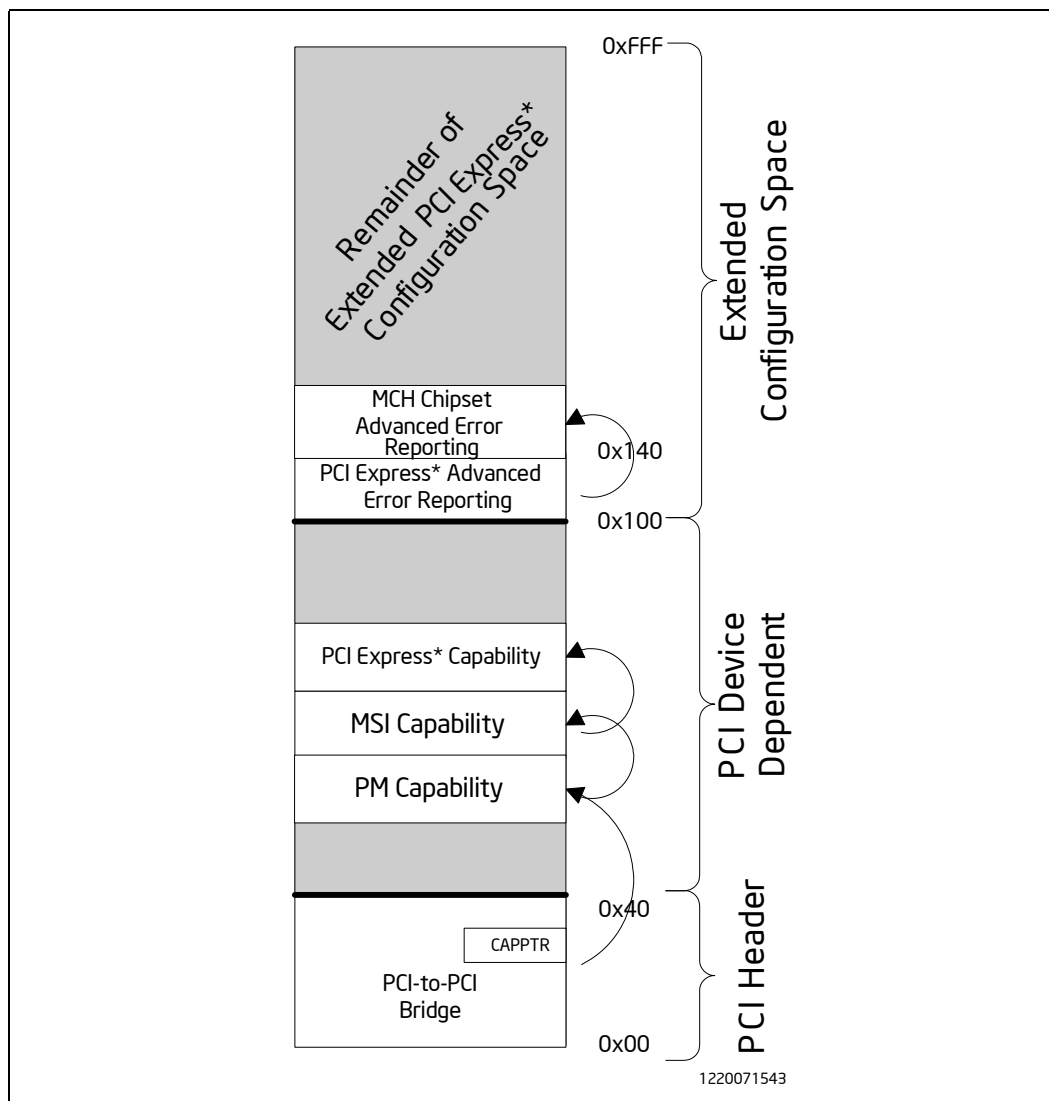 0xFFF
Remainder of
Extended PCI Express*
Configuration Space
Extended
Configuration Space
MCH Chipset
Advanced Error
Reporting
0x140
PCI Express* Advanced
Error Reporting
0x100
PCI Express* Capability
MSI Capability
PM Capability
PCI Device
Dependent
0x40
CAPPTR
PCI-to-PCI
Bridge
PCI Header
0x00
1220071543